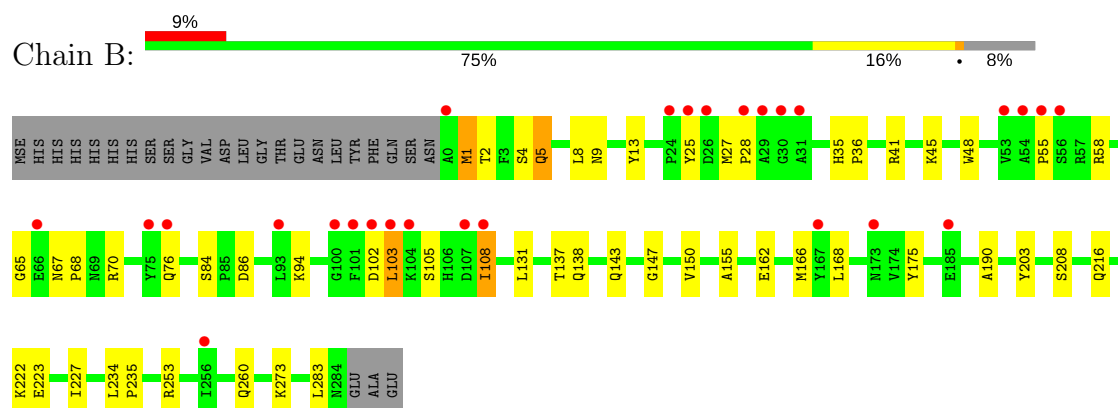 9%
Chain B:
75% 16% • 8%
MSE HIS HIS HIS HIS HIS HIS SER SER GLY VAL ASP LEU GLY THR GLU ASN LEU TYR PHE GLN SER ASN A0 M1 T2 F3 S4 Q5 L8 N9 Y13 P24 Y25 D26 M27 P28 A29 G30 A31 H35 P36 R41 K45 W48 V53 A54 P55 S56 R57 R58
G65 E66 N67 P68 N69 R70 Y75 Q76 S84 P85 D86 L93 K94 G100 F101 D102 L103 K104 S105 H106 D107 I108 L131 T137 Q138 Q143 G147 V150 A155 E162 M166 Y167 L168 N173 V174 Y175 E185 A190 Y203 S208 Q216
K222 E223 I227 L234 P235 R253 I256 Q260 K273 L283 N284 GLU ALA GLU